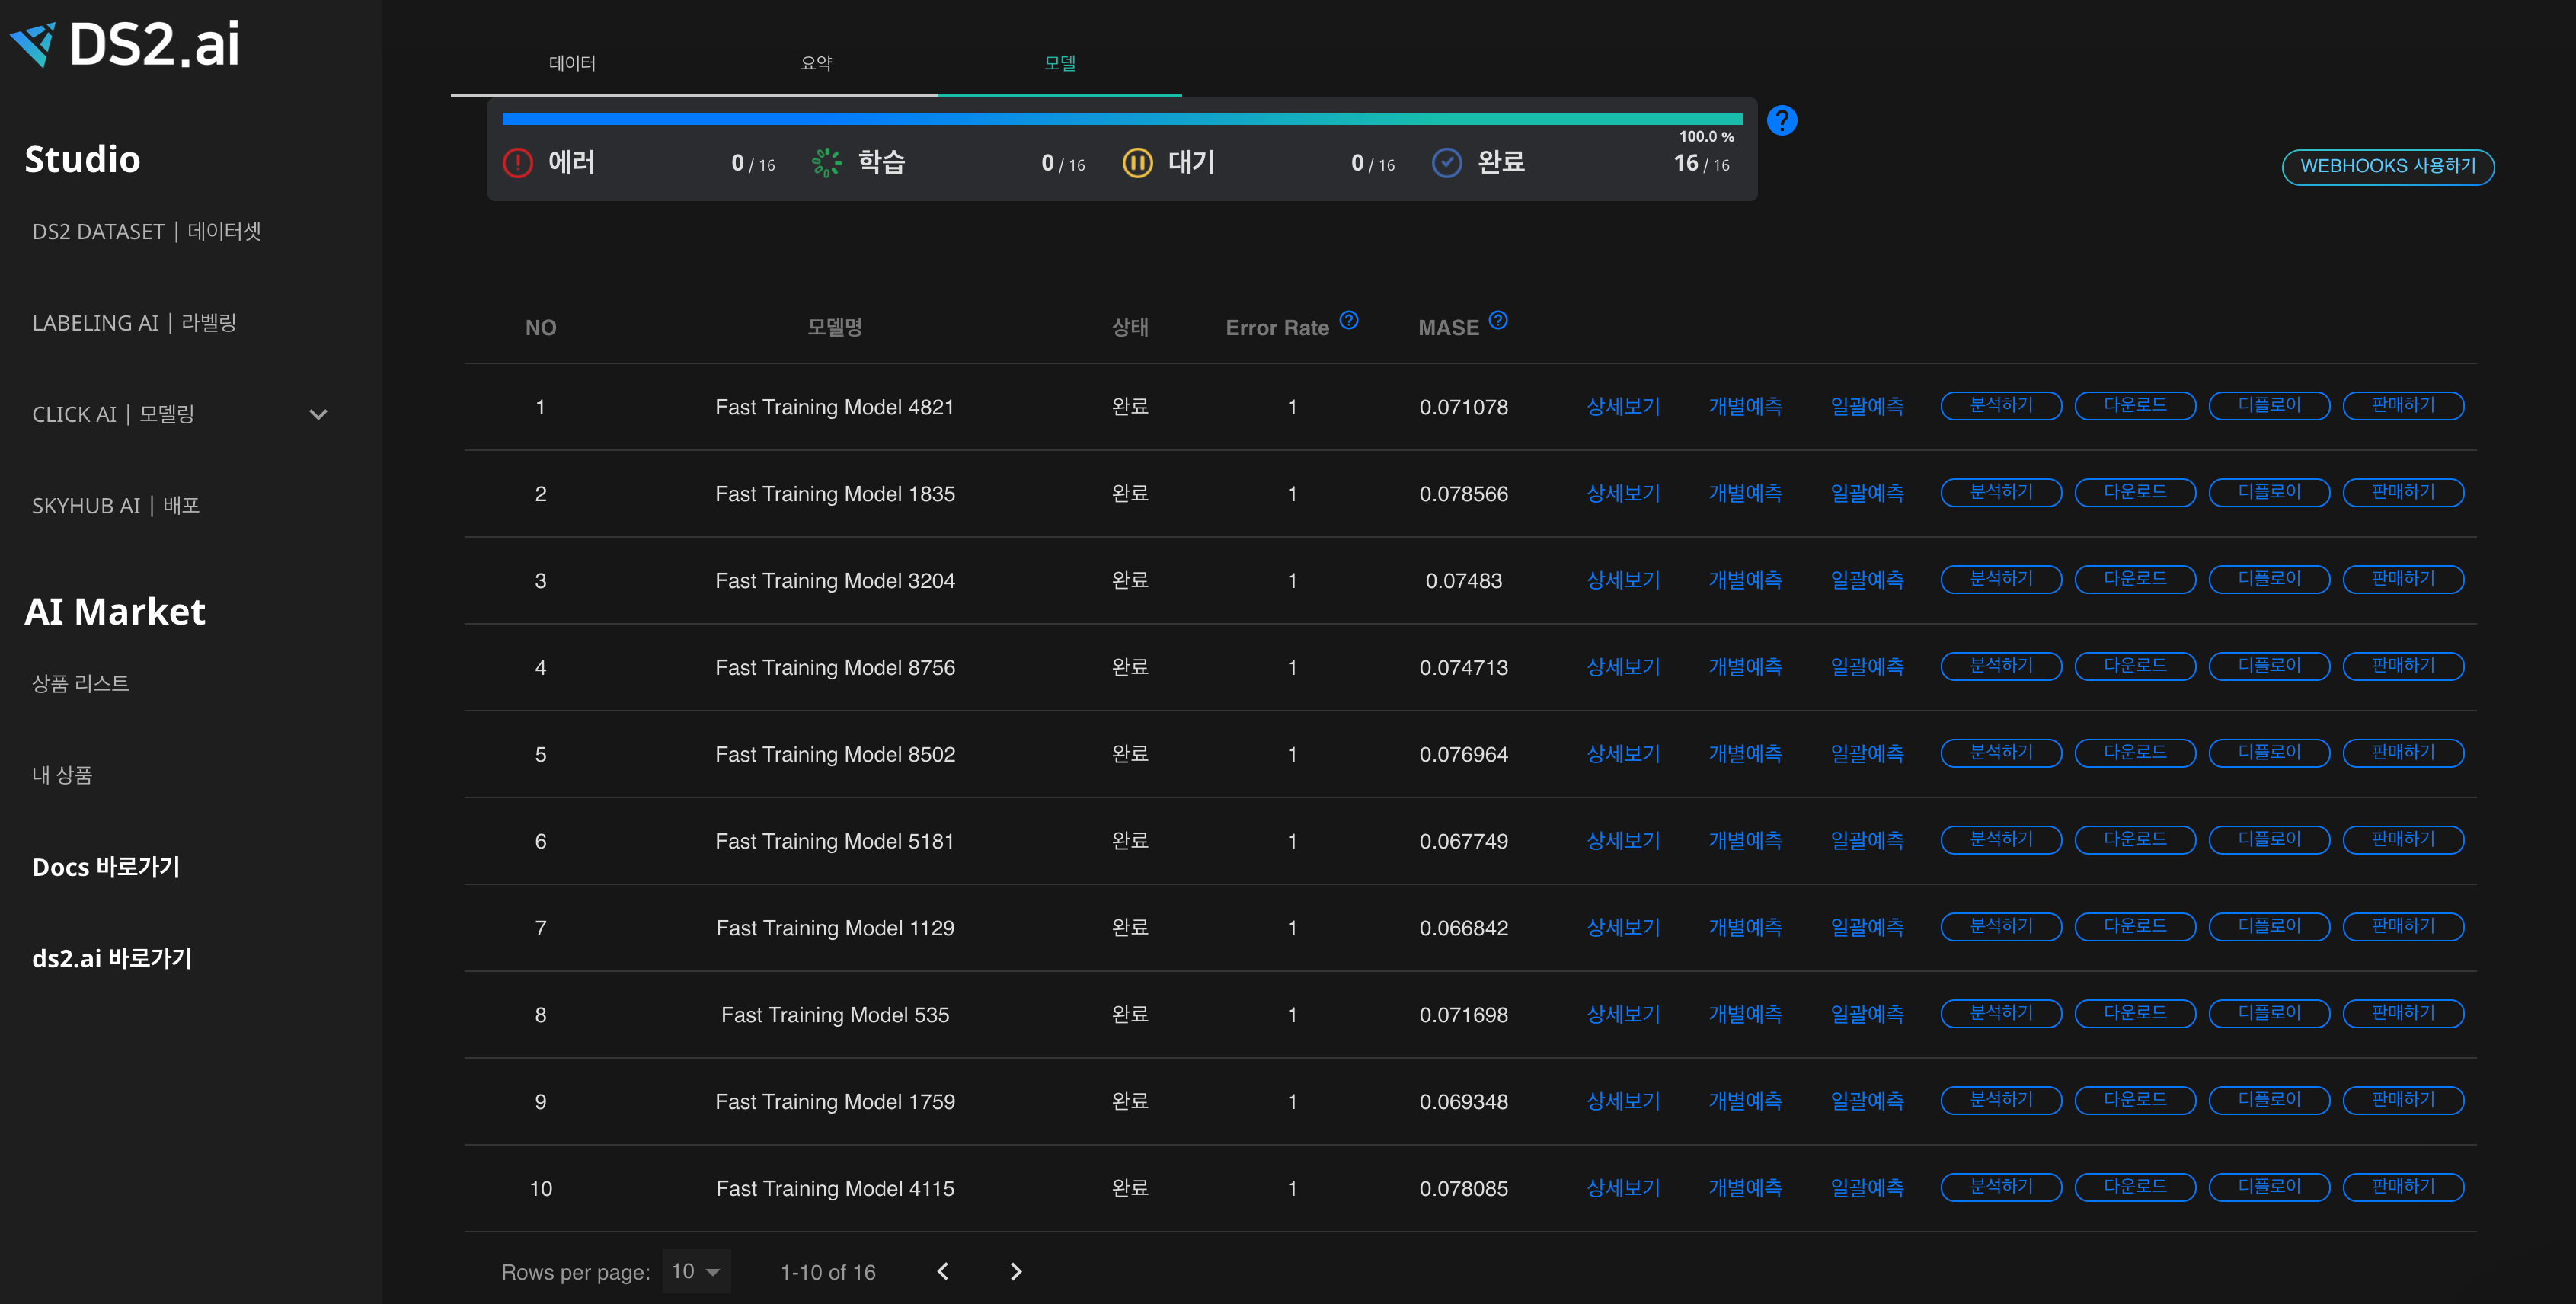 DS2.ai
Studio
DS2 DATASET | 데이터셋
LABELING AI | 라벨링
CLICK AI | 모델링
SKYHUB AI | 배포
AI Market
상품 리스트
내 상품
Docs 바로가기
ds2.ai 바로가기
데이터 요약 모델
100.0 %
에러 0 / 16 학습 0 / 16 대기 0 / 16 완료 16 / 16
WEBHOOKS 사용하기
NO 모델명 상태 Error Rate MASE
1 Fast Training Model 4821 완료 1 0.071078 상세보기 개별예측 일괄예측 분석하기 다운로드 디플로이 판매하기
2 Fast Training Model 1835 완료 1 0.078566 상세보기 개별예측 일괄예측 분석하기 다운로드 디플로이 판매하기
3 Fast Training Model 3204 완료 1 0.07483 상세보기 개별예측 일괄예측 분석하기 다운로드 디플로이 판매하기
4 Fast Training Model 8756 완료 1 0.074713 상세보기 개별예측 일괄예측 분석하기 다운로드 디플로이 판매하기
5 Fast Training Model 8502 완료 1 0.076964 상세보기 개별예측 일괄예측 분석하기 다운로드 디플로이 판매하기
6 Fast Training Model 5181 완료 1 0.067749 상세보기 개별예측 일괄예측 분석하기 다운로드 디플로이 판매하기
7 Fast Training Model 1129 완료 1 0.066842 상세보기 개별예측 일괄예측 분석하기 다운로드 디플로이 판매하기
8 Fast Training Model 535 완료 1 0.071698 상세보기 개별예측 일괄예측 분석하기 다운로드 디플로이 판매하기
9 Fast Training Model 1759 완료 1 0.069348 상세보기 개별예측 일괄예측 분석하기 다운로드 디플로이 판매하기
10 Fast Training Model 4115 완료 1 0.078085 상세보기 개별예측 일괄예측 분석하기 다운로드 디플로이 판매하기
Rows per page: 10 1-10 of 16